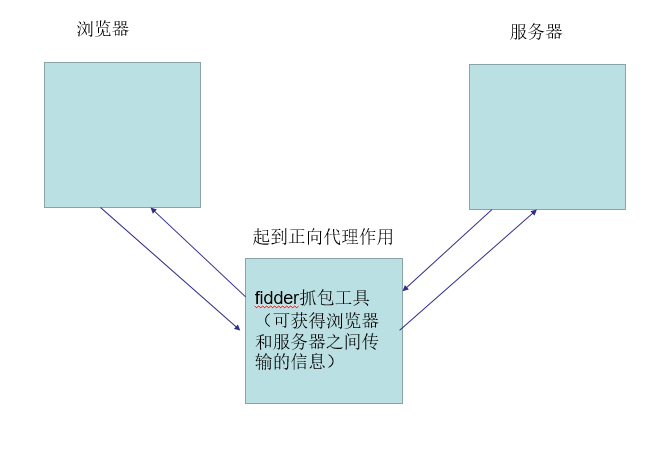 浏览器
服务器
起到正向代理作用
fidder抓包工具
（可获得浏览器
和服务器之间传
输的信息）